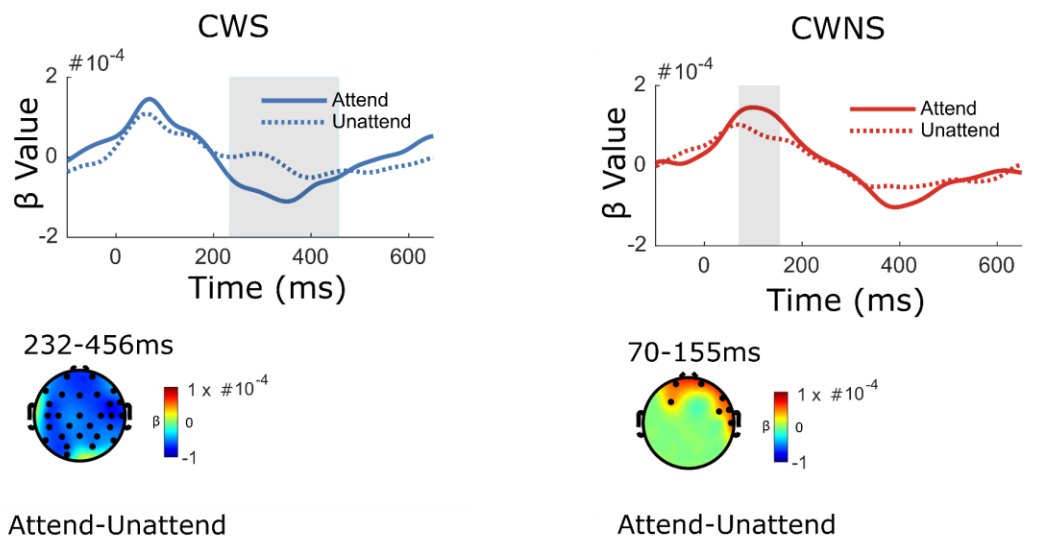 CWS
#10-4
2
0
-2
β Value
Attend
Unattend
0
200
400
600
Time (ms)
232-456ms
1 x #10-4
β
0
-1
Attend-Unattend
CWNS
#10-4
2
0
-2
β Value
Attend
Unattend
0
200
400
600
Time (ms)
70-155ms
1 x #10-4
β
0
-1
Attend-Unattend